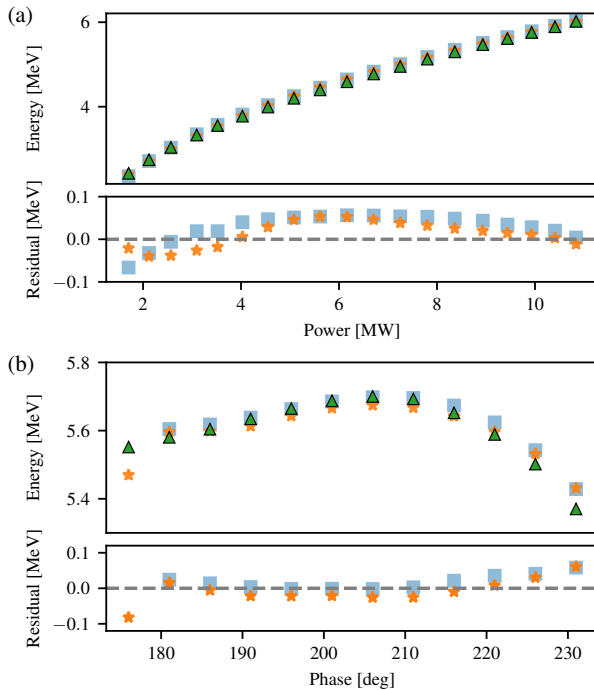 (a)
6
4
Energy [MeV]
0.1
0.0
−0.1
Residual [MeV]
2 4 6 8 10
Power [MW]
(b)
5.8
5.6
5.4
Energy [MeV]
0.1
0.0
−0.1
Residual [MeV]
180 190 200 210 220 230
Phase [deg]